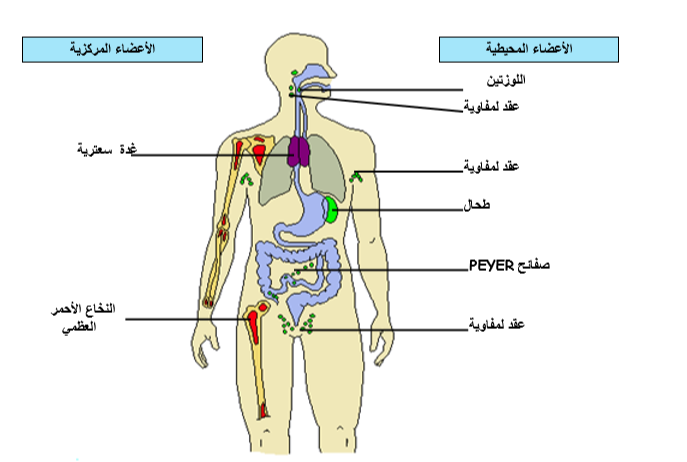 الأعضاء المحيطية
الأعضاء المركزية
اللوزتين
عقد لمفاوية
غدة سعترية
عقد لمفاوية
طحال
صفائح PEYER
النخاع الأحمر
العظمي
عقد لمفاوية